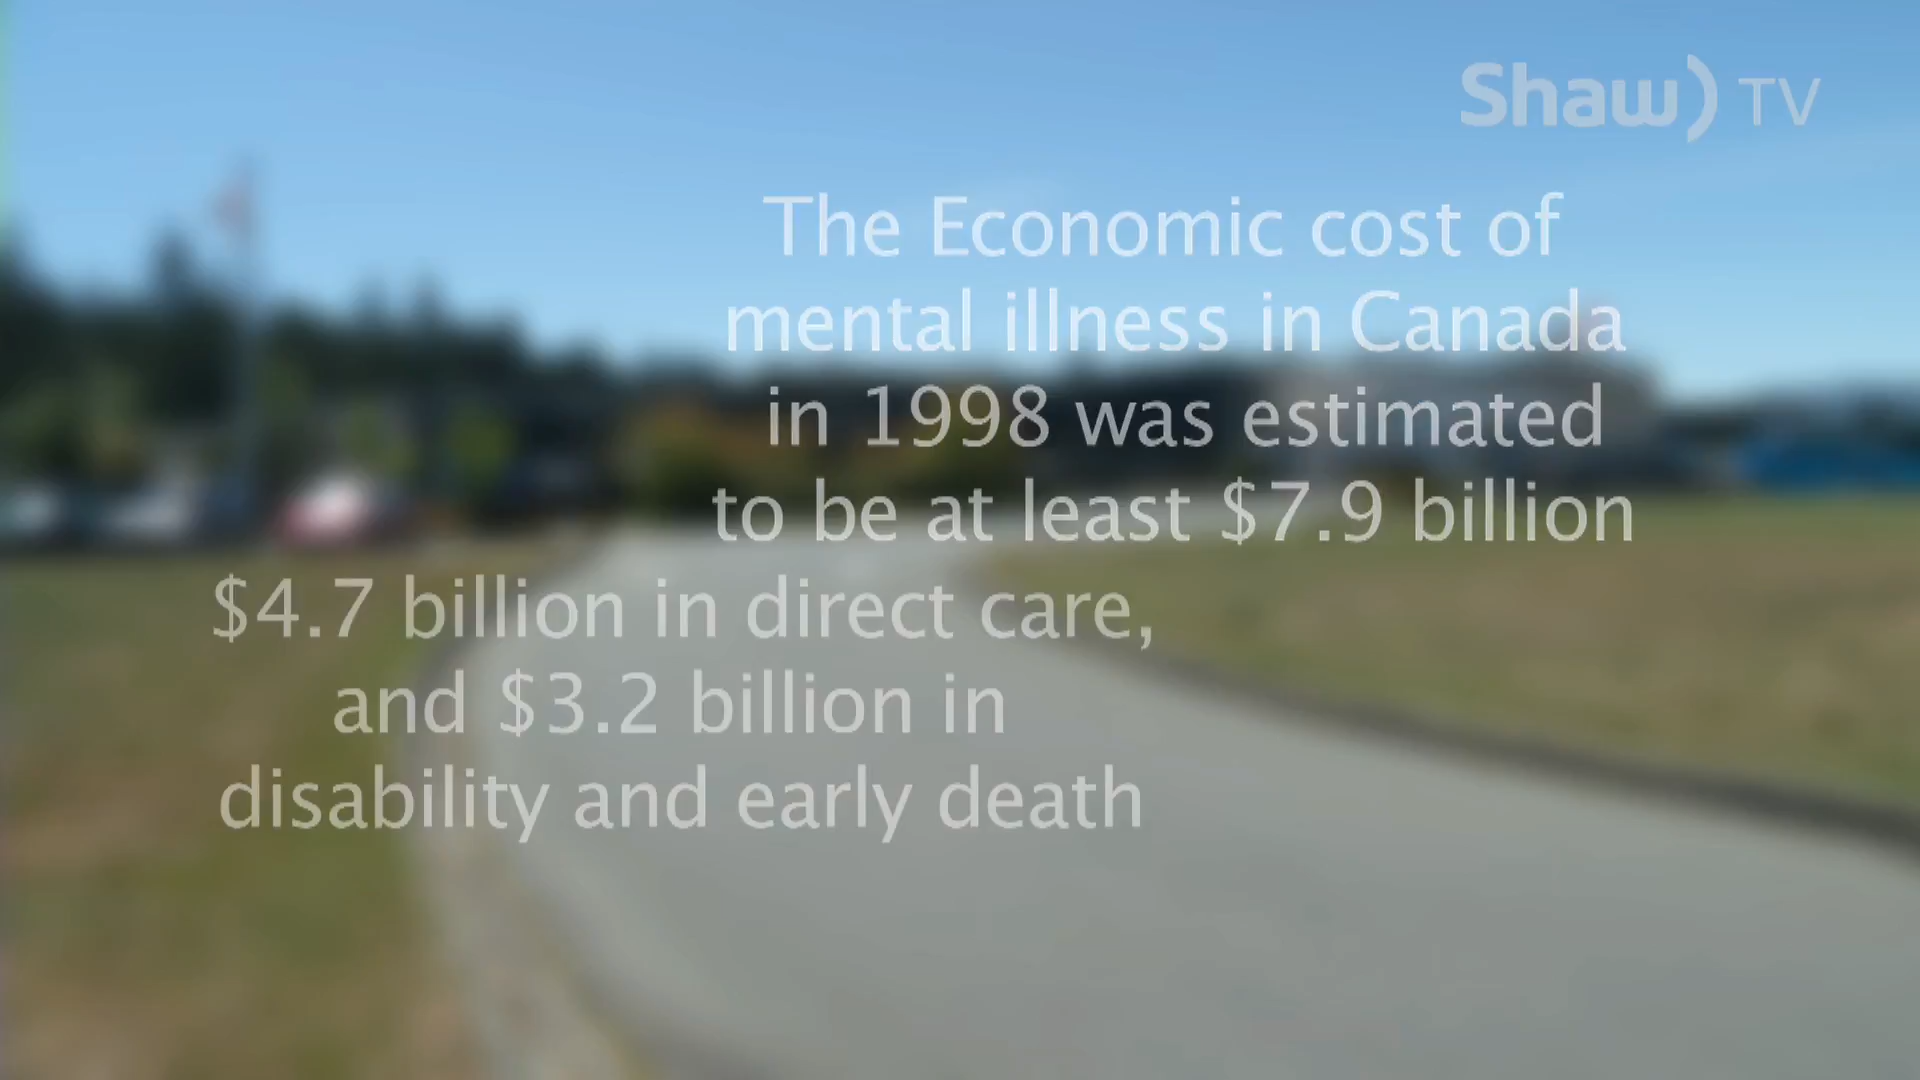 Shaw) TV
The Economic cost of
mental illness in Canada
in 1998 was estimated
to be at least $7.9 billion
$4.7 billion in direct care,
and $3.2 billion in
disability and early death